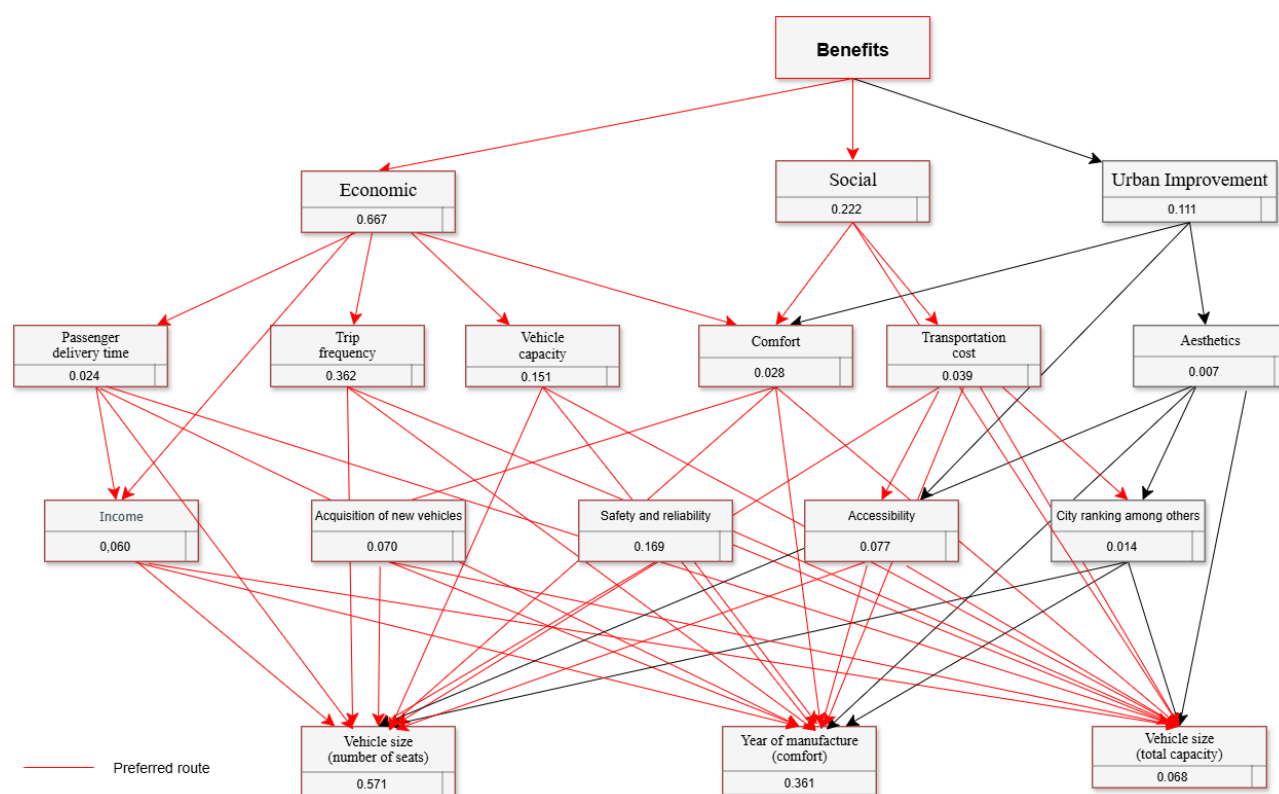 Benefits
Economic
0.667
Social
0.222
Urban Improvement
0.111
Passenger
delivery time
0.024
Trip
frequency
0.362
Vehicle
capacity
0.151
Comfort
0.028
Transportation
cost
0.039
Aesthetics
0.007
Income
0,060
Acquisition of new vehicles
0.070
Safety and reliability
0.169
Accessibility
0.077
City ranking among others
0.014
Vehicle size
(number of seats)
0.571
Year of manufacture
(comfort)
0.361
Vehicle size
(total capacity)
0.068
Preferred route